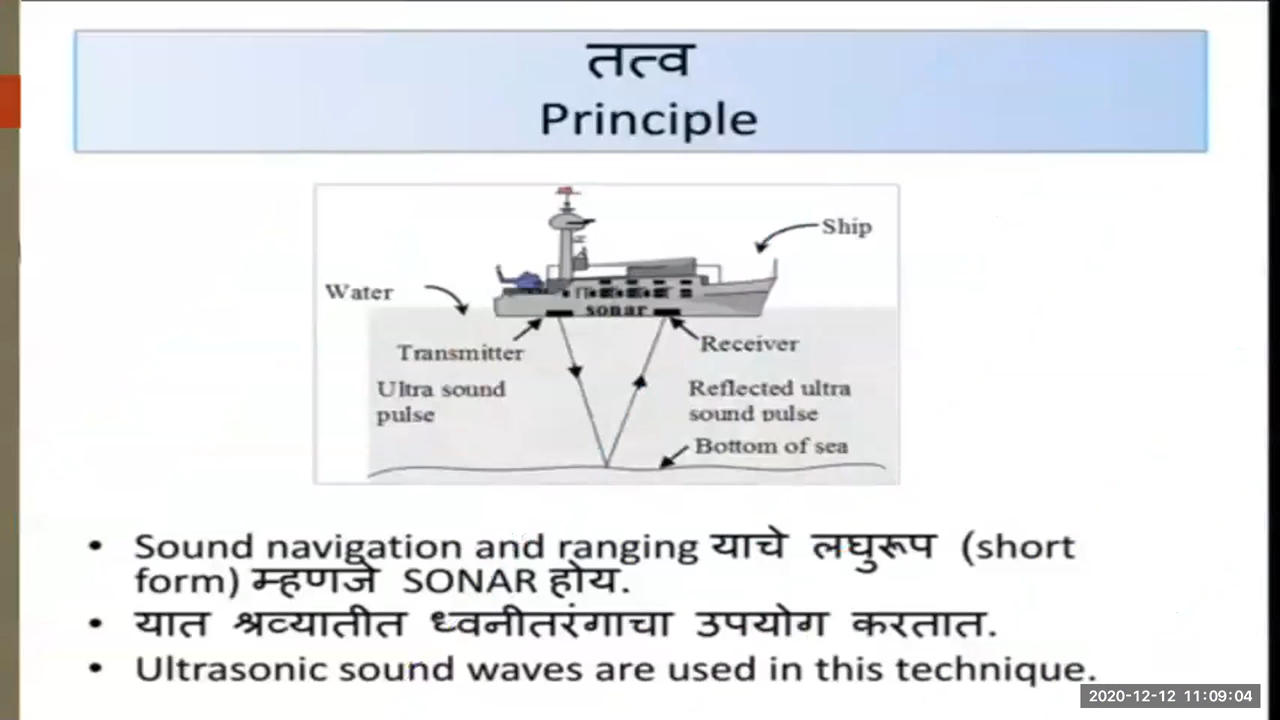 तत्व
Principle
Ship
Water
sonar
Transmitter
Receiver
Ultra sound
pulse
Reflected ultra
sound pulse
Bottom of sea
• Sound navigation and ranging याचे लघुरूप (short
form) म्हणजे SONAR होय.
• यात श्रव्यातीत ध्वनीतरंगाचा उपयोग करतात.
• Ultrasonic sound waves are used in this technique.
2020-12-12 11:09:04